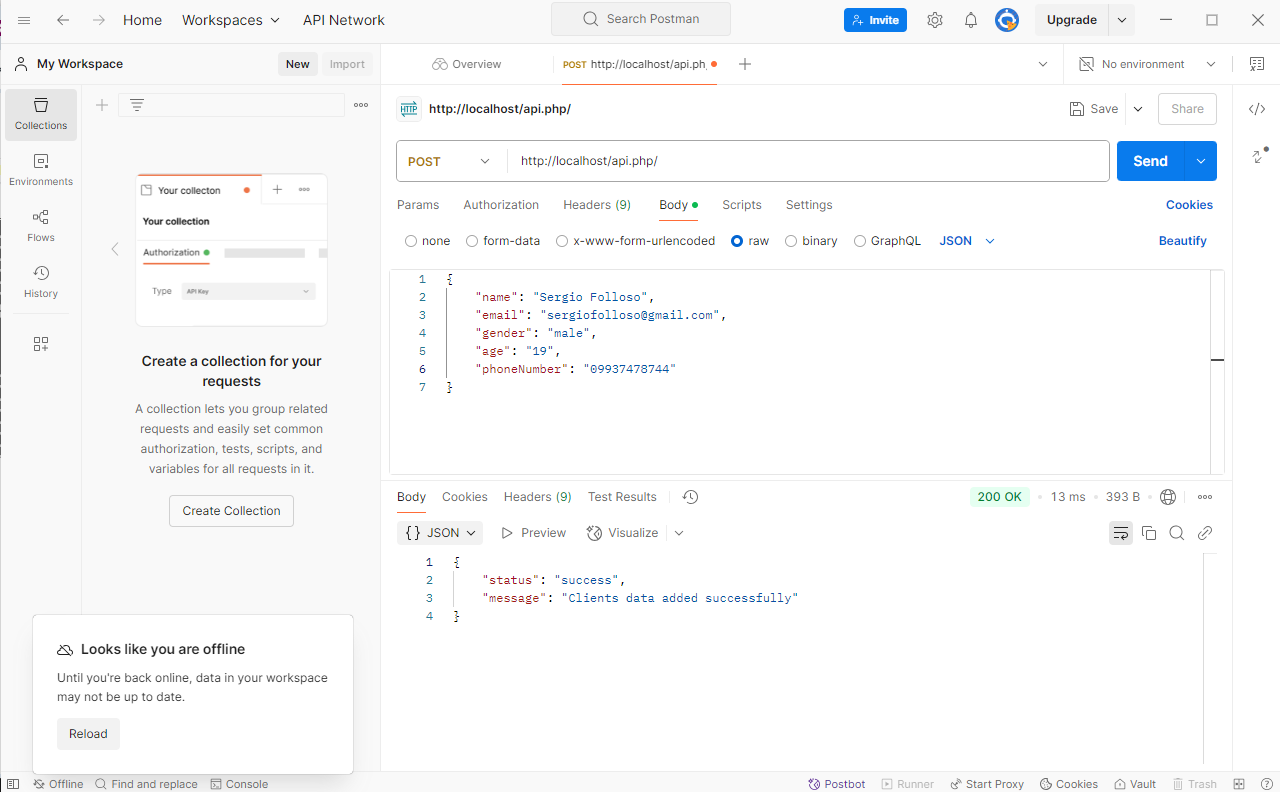 Home Workspaces API Network Search Postman Invite Upgrade
My Workspace New Import
Overview POST http://localhost/api.ph No environment
Collections
Environments
Flows
History
Your collecton
Your collection
Authorization
Type API Key
Create a collection for your
requests
A collection lets you group related
requests and easily set common
authorization, tests, scripts, and
variables for all requests in it.
Create Collection
Looks like you are offline
Until you're back online, data in your workspace
may not be up to date.
Reload
HTTP http://localhost/api.php/ Save Share
POST http://localhost/api.php/ Send
Params Authorization Headers (9) Body Scripts Settings Cookies
none form-data x-www-form-urlencoded raw binary GraphQL JSON Beautify
1 {
2 "name": "Sergio Folloso",
3 "email": "sergiofolloso@gmail.com",
4 "gender": "male",
5 "age": "19",
6 "phoneNumber": "09937478744"
7 }
Body Cookies Headers (9) Test Results 200 OK 13 ms 393 B
{} JSON Preview Visualize
1 {
2 "status": "success",
3 "message": "Clients data added successfully"
4 }
Offline Find and replace Console Postbot Runner Start Proxy Cookies Vault Trash